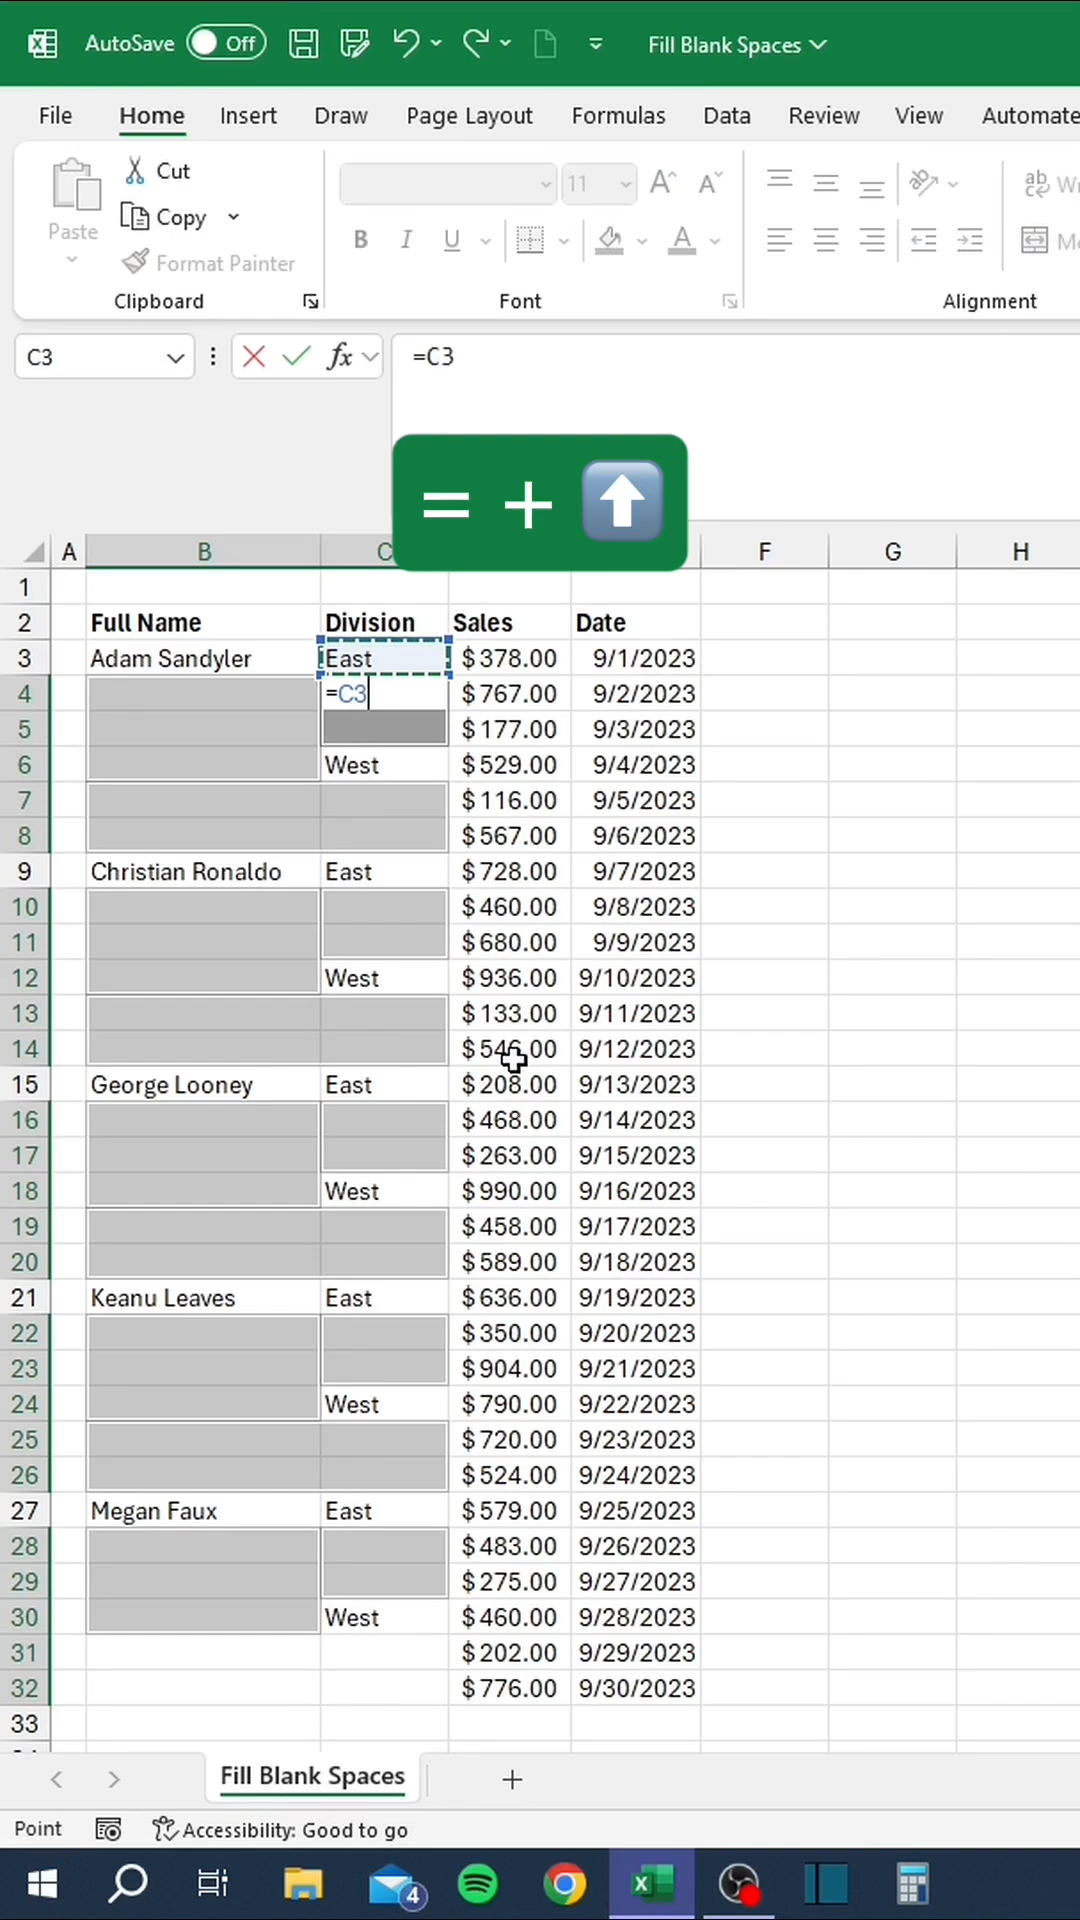 AutoSave Off Fill Blank Spaces
File Home Insert Draw Page Layout Formulas Data Review View Automate
Paste
Cut
Copy
Format Painter
Clipboard
11 A A
B I U A
Font
ab
c Wr
Me
Alignment
C3 fx =C3
= +
A B C F G H
1
2 Full Name Division Sales Date
3 Adam Sandyler East $ 378.00 9/1/2023
4 =C3 $ 767.00 9/2/2023
5 $ 177.00 9/3/2023
6 West $ 529.00 9/4/2023
7 $ 116.00 9/5/2023
8 $ 567.00 9/6/2023
9 Christian Ronaldo East $ 728.00 9/7/2023
10 $ 460.00 9/8/2023
11 $ 680.00 9/9/2023
12 West $ 936.00 9/10/2023
13 $ 133.00 9/11/2023
14 $ 546.00 9/12/2023
15 George Looney East $ 208.00 9/13/2023
16 $ 468.00 9/14/2023
17 $ 263.00 9/15/2023
18 West $ 990.00 9/16/2023
19 $ 458.00 9/17/2023
20 $ 589.00 9/18/2023
21 Keanu Leaves East $ 636.00 9/19/2023
22 $ 350.00 9/20/2023
23 $ 904.00 9/21/2023
24 West $ 790.00 9/22/2023
25 $ 720.00 9/23/2023
26 $ 524.00 9/24/2023
27 Megan Faux East $ 579.00 9/25/2023
28 $ 483.00 9/26/2023
29 $ 275.00 9/27/2023
30 West $ 460.00 9/28/2023
31 $ 202.00 9/29/2023
32 $ 776.00 9/30/2023
33
Fill Blank Spaces
Point Accessibility: Good to go
4